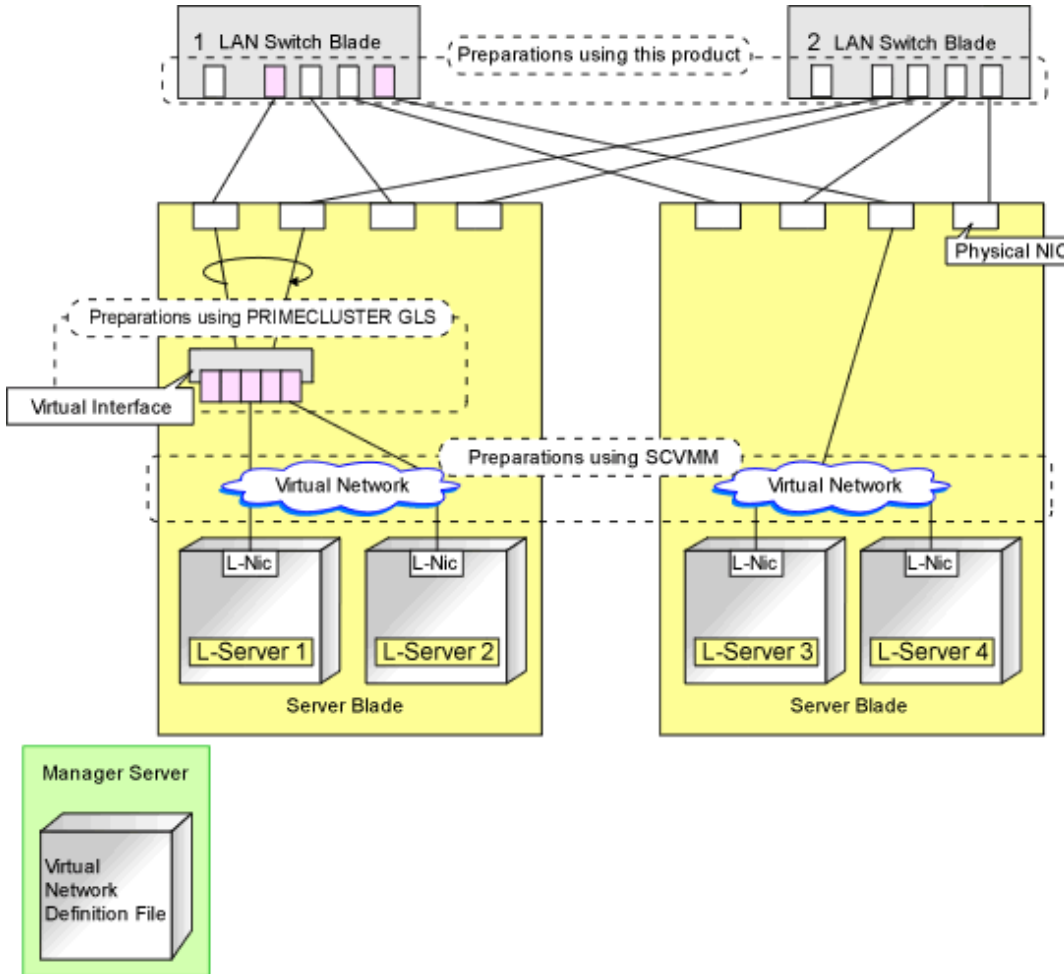 1 LAN Switch Blade
Preparations using this product
2 LAN Switch Blade
Physical NIC
Preparations using PRIMECLUSTER GLS
Virtual Interface
Preparations using SCVMM
Virtual Network
Virtual Network
L-Nic
L-Nic
L-Nic
L-Nic
L-Server 1
L-Server 2
L-Server 3
L-Server 4
Server Blade
Server Blade
Manager Server
Virtual
Network
Definition File